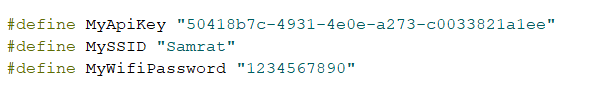 #define MyApiKey "50418b7c-4931-4e0e-a273-c0033821a1ee"
#define MySSID "Samrat"
#define MyWifiPassword "1234567890"